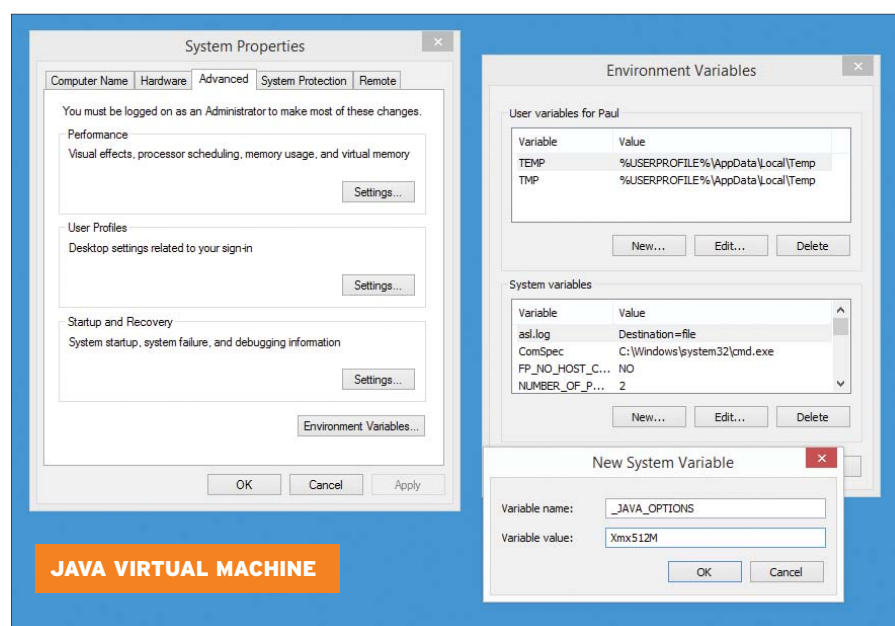 System Properties
Computer Name Hardware Advanced System Protection Remote
You must be logged on as an Administrator to make most of these changes.
Performance
Visual effects, processor scheduling, memory usage, and virtual memory
Settings...
User Profiles
Desktop settings related to your sign-in
Settings...
Startup and Recovery
System startup, system failure, and debugging information
Settings...
Environment Variables...
OK Cancel Apply
Environment Variables
User variables for Paul
Variable Value
TEMP %USERPROFILE%\AppData\Local\Temp
TMP %USERPROFILE%\AppData\Local\Temp
New... Edit... Delete
System variables
Variable Value
asl.log Destination=file
ComSpec C:\Windows\system32\cmd.exe
FP_NO_HOST_C... NO
NUMBER_OF_P... 2
New... Edit... Delete
New System Variable
Variable name: _JAVA_OPTIONS
Variable value: Xmx512M
OK Cancel
JAVA VIRTUAL MACHINE